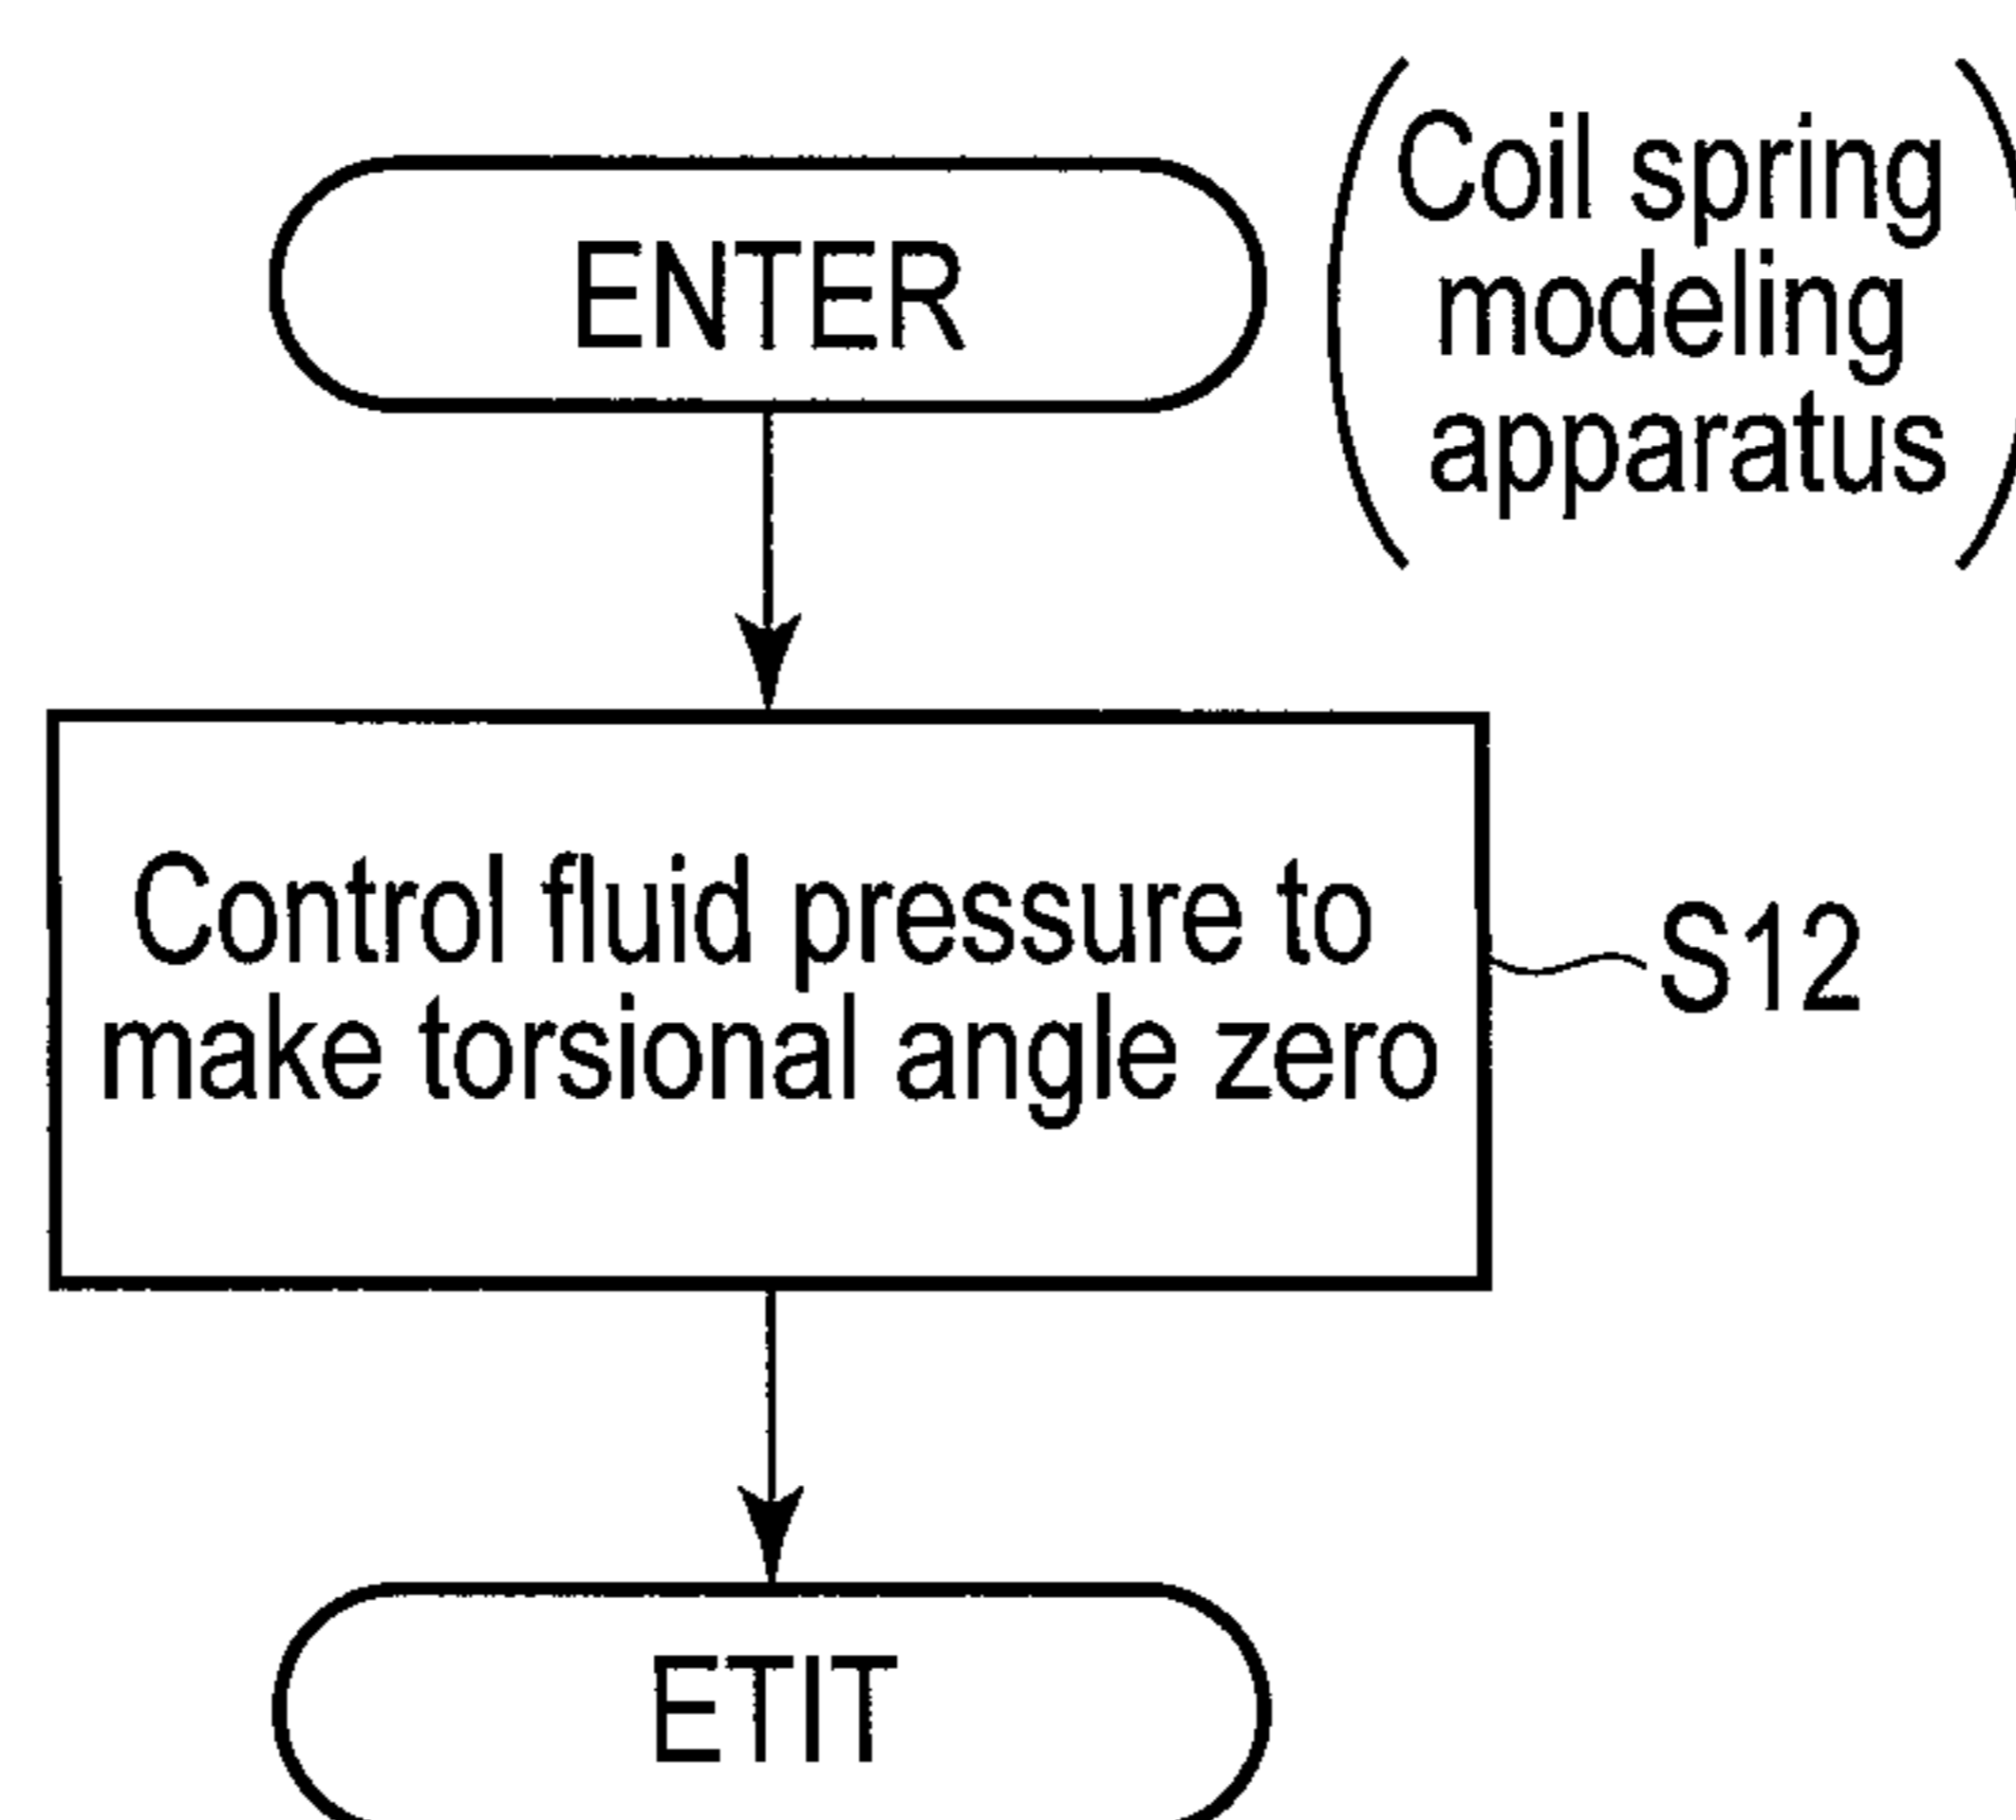 ENTER
Coil spring
modeling
apparatus
Control fluid pressure to
make torsional angle zero
S12
ETIT